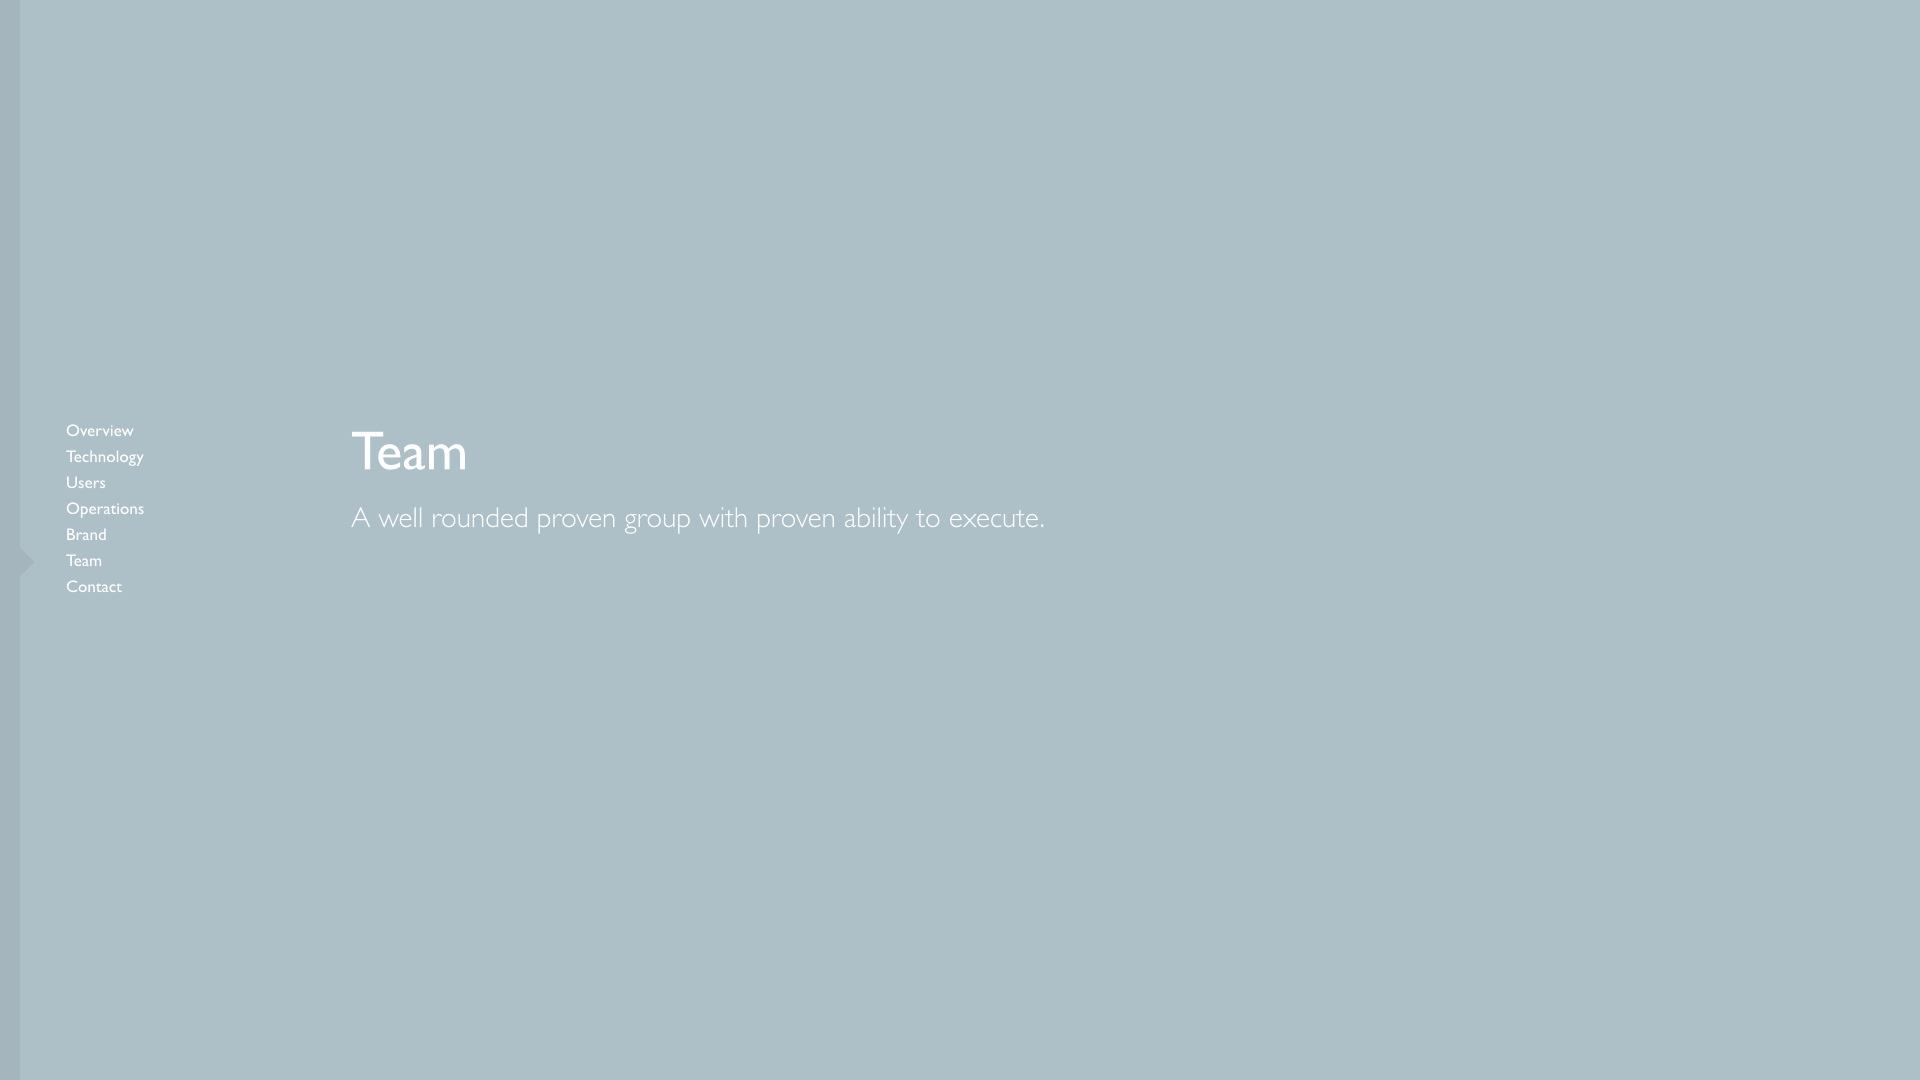 Overview
Technology
Users
Operations
Brand
Team
Contact
Team
A well rounded proven group with proven ability to execute.